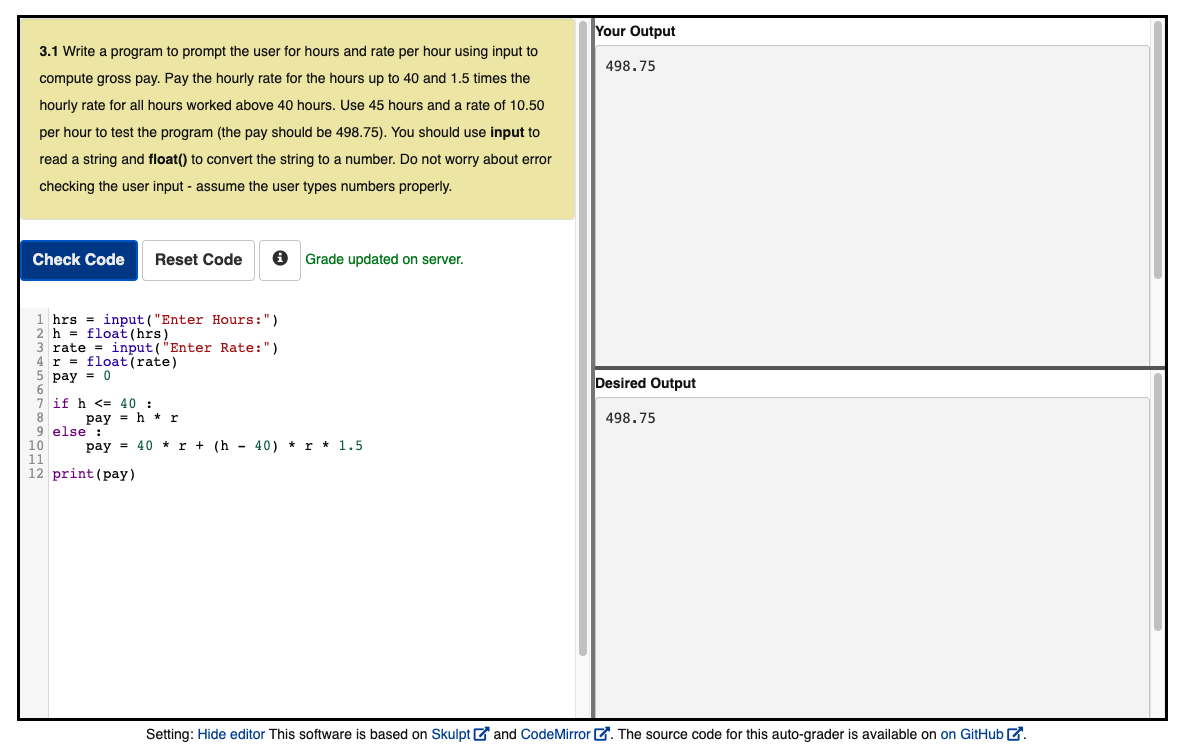 3.1 Write a program to prompt the user for hours and rate per hour using input to
compute gross pay. Pay the hourly rate for the hours up to 40 and 1.5 times the
hourly rate for all hours worked above 40 hours. Use 45 hours and a rate of 10.50
per hour to test the program (the pay should be 498.75). You should use input to
read a string and float() to convert the string to a number. Do not worry about error
checking the user input - assume the user types numbers properly.
Check Code Reset Code Grade updated on server.
1 hrs = input("Enter Hours:")
2 h = float(hrs)
3 rate = input("Enter Rate:")
4 r = float(rate)
5 pay = 0
6
7 if h <= 40 :
8     pay = h * r
9 else :
10     pay = 40 * r + (h - 40) * r * 1.5
11
12 print(pay)
Your Output
498.75
Desired Output
498.75
Setting: Hide editor This software is based on Skulpt and CodeMirror. The source code for this auto-grader is available on on GitHub.